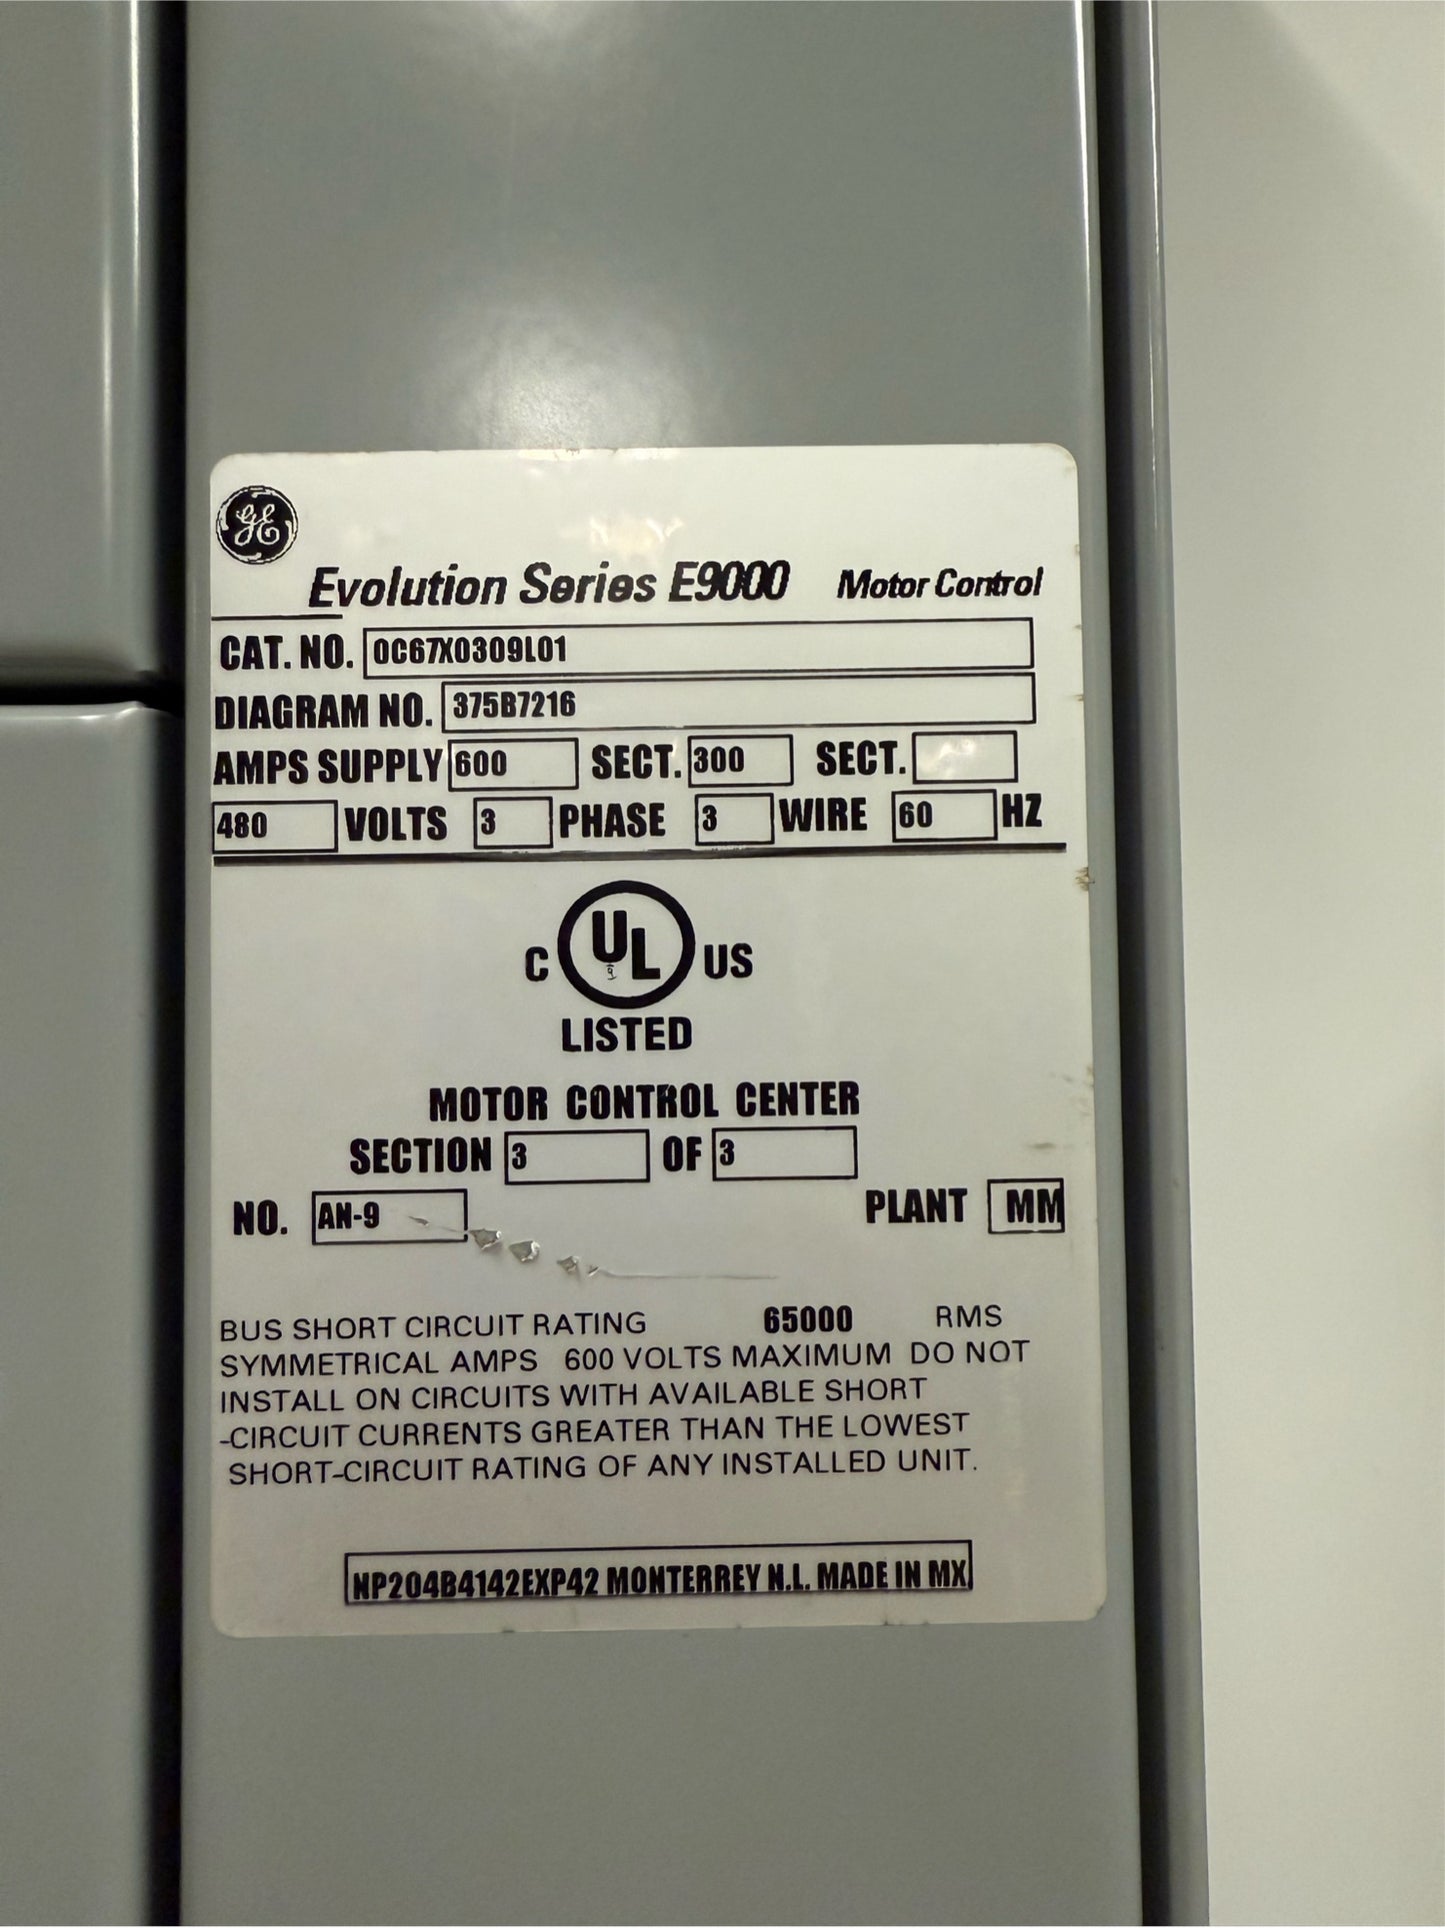 GE
Evolution Series E9000 Motor Control
CAT. NO. 0C67X0309L01
DIAGRAM NO. 375B7216
AMPS SUPPLY 600 SECT. 300 SECT.
480 VOLTS 3 PHASE 3 WIRE 60 HZ
C UL US
LISTED
MOTOR CONTROL CENTER
SECTION 3 OF 3
NO. AN-9 PLANT MM
BUS SHORT CIRCUIT RATING 65000 RMS
SYMMETRICAL AMPS 600 VOLTS MAXIMUM DO NOT
INSTALL ON CIRCUITS WITH AVAILABLE SHORT
-CIRCUIT CURRENTS GREATER THAN THE LOWEST
SHORT-CIRCUIT RATING OF ANY INSTALLED UNIT.
NP204B4142EXP42 MONTERREY N.L. MADE IN MX